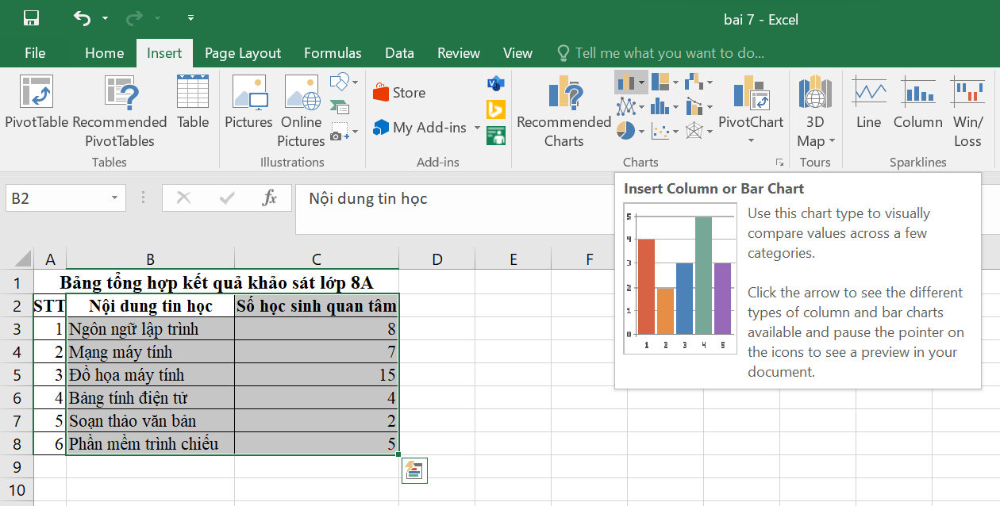 bai 7 - Excel
File Home Insert Page Layout Formulas Data Review View Tell me what you want to do...
PivotTable Recommended PivotTables Table
Tables
Pictures Online Pictures
Illustrations
Store
My Add-ins
Add-ins
Recommended Charts
PivotChart
Charts
3D Map
Tours
Line Column Win/ Loss
Sparklines
B2 fx Nội dung tin học
Insert Column or Bar Chart
Use this chart type to visually
compare values across a few
categories.
Click the arrow to see the different
types of column and bar charts
available and pause the pointer on
the icons to see a preview in your
document.
5
4
3
2
1
0
1 2 3 4 5
A B C D E F
1 Bảng tổng hợp kết quả khảo sát lớp 8A
2 STT Nội dung tin học Số học sinh quan tâm
3 1 Ngôn ngữ lập trình 8
4 2 Mạng máy tính 7
5 3 Đồ họa máy tính 15
6 4 Bảng tính điện tử 4
7 5 Soạn thảo văn bản 2
8 6 Phần mềm trình chiếu 5
9
10